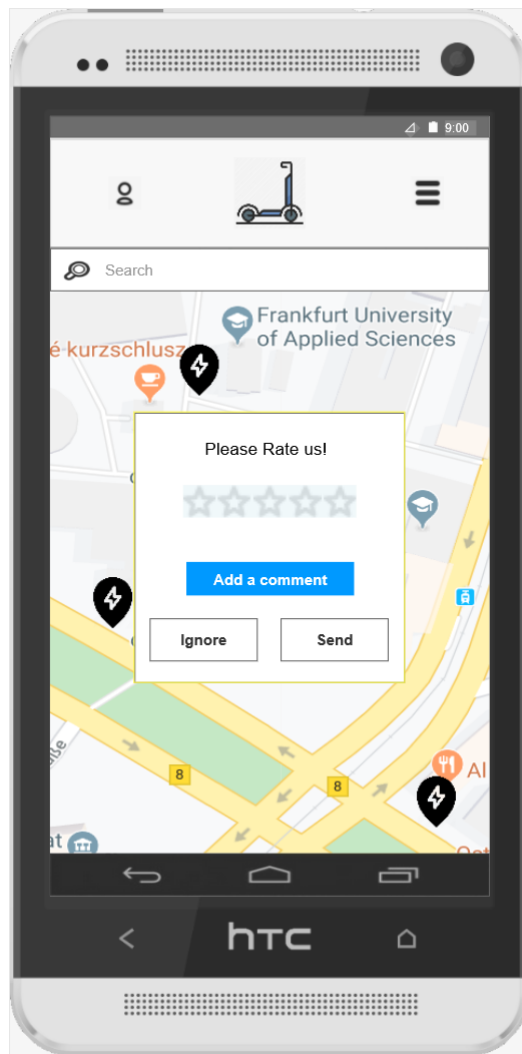 9:00
Search
Frankfurt University
of Applied Sciences
é kurzschlusz
Please Rate us!
Add a comment
Ignore
Send
8
8
Al
hTC